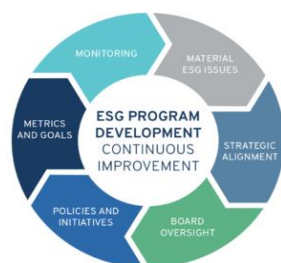 MONITORING
MATERIAL
ESG ISSUES
ESG PROGRAM
DEVELOPMENT
CONTINUOUS
IMPROVEMENT
METRICS
AND GOALS
STRATEGIC
ALIGNMENT
POLICIES AND
INITIATIVES
BOARD
OVERSIGHT